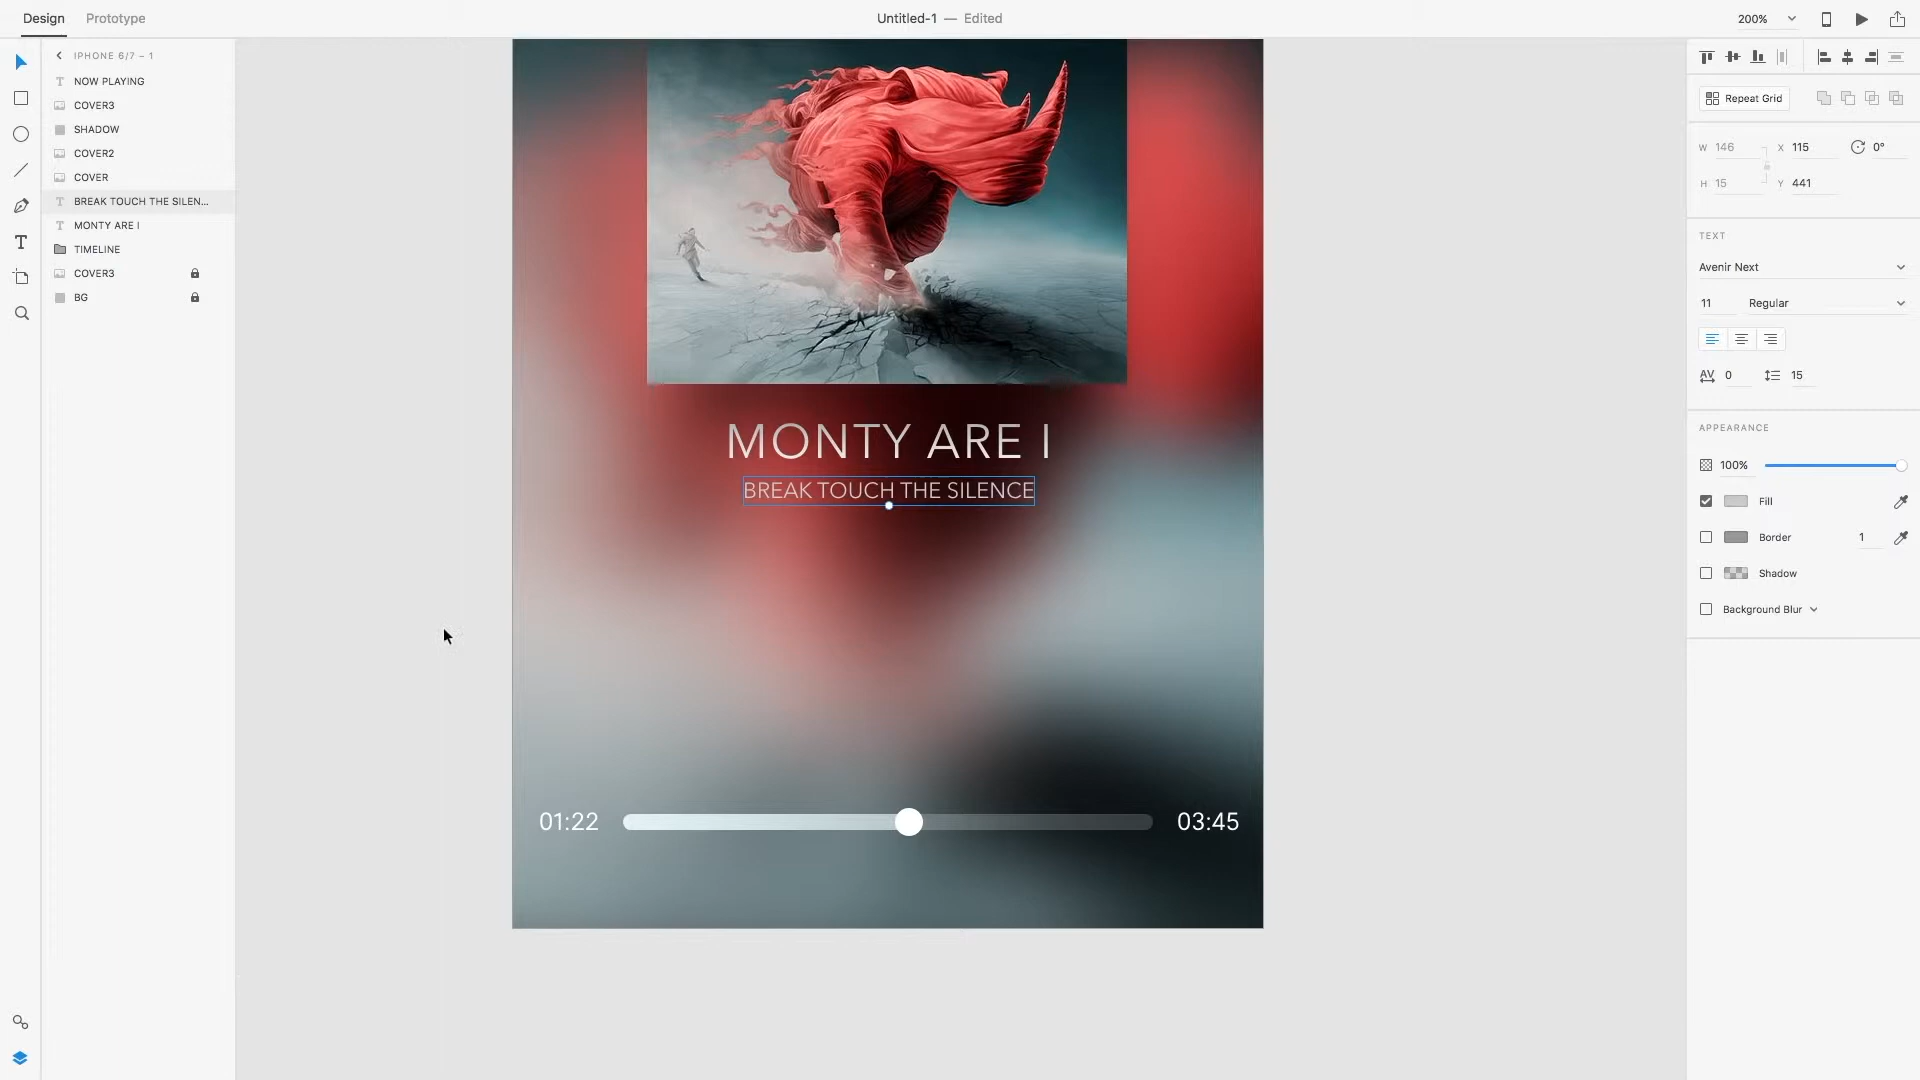 Design
Prototype
Untitled-1 — Edited
200%
IPHONE 6/7 – 1
NOW PLAYING
COVER3
SHADOW
COVER2
COVER
BREAK TOUCH THE SILEN...
MONTY ARE I
TIMELINE
COVER3
BG
MONTY ARE I
BREAK TOUCH THE SILENCE
01:22
03:45
Repeat Grid
W 146 X 115 0°
H 15 Y 441
TEXT
Avenir Next
11 Regular
AV 0 15
APPEARANCE
100%
Fill
Border 1
Shadow
Background Blur